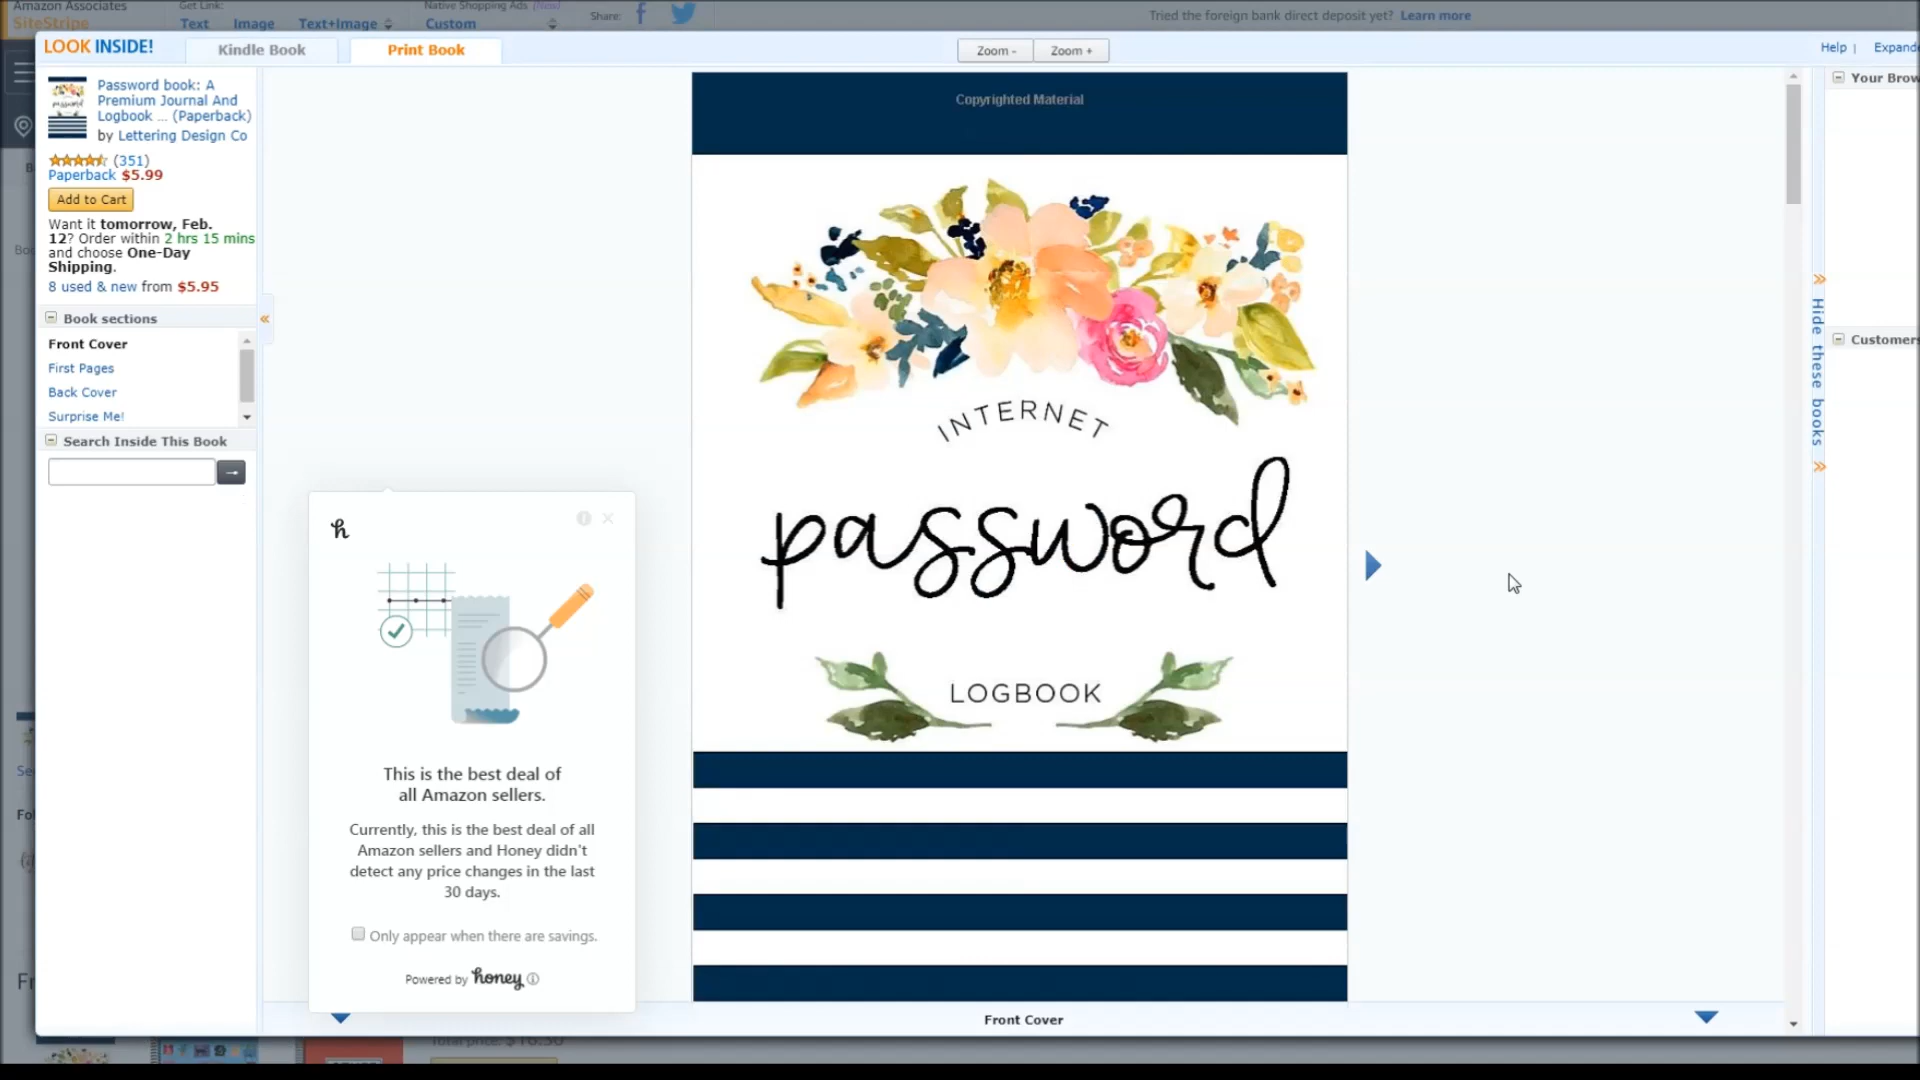 Amazon Associates
SiteStripe
Get Link:
Text
Image
Text+Image
Native Shopping Ads (New)
Custom
Share:
Tried the foreign bank direct deposit yet? Learn more
LOOK INSIDE!
Kindle Book
Print Book
Zoom -
Zoom +
Help |
Expand
Password book: A
Premium Journal And
Logbook ... (Paperback)
by Lettering Design Co
(351)
Paperback $5.99
Add to Cart
Want it tomorrow, Feb.
12? Order within 2 hrs 15 mins
and choose One-Day
Shipping.
8 used & new from $5.95
Book sections
Front Cover
First Pages
Back Cover
Surprise Me!
Search Inside This Book
Copyrighted Material
INTERNET
password
LOGBOOK
Front Cover
h
This is the best deal of
all Amazon sellers.
Currently, this is the best deal of all
Amazon sellers and Honey didn't
detect any price changes in the last
30 days.
Only appear when there are savings.
Powered by honey
Your Brow
Hide these books
Customers
Total price: $16.30